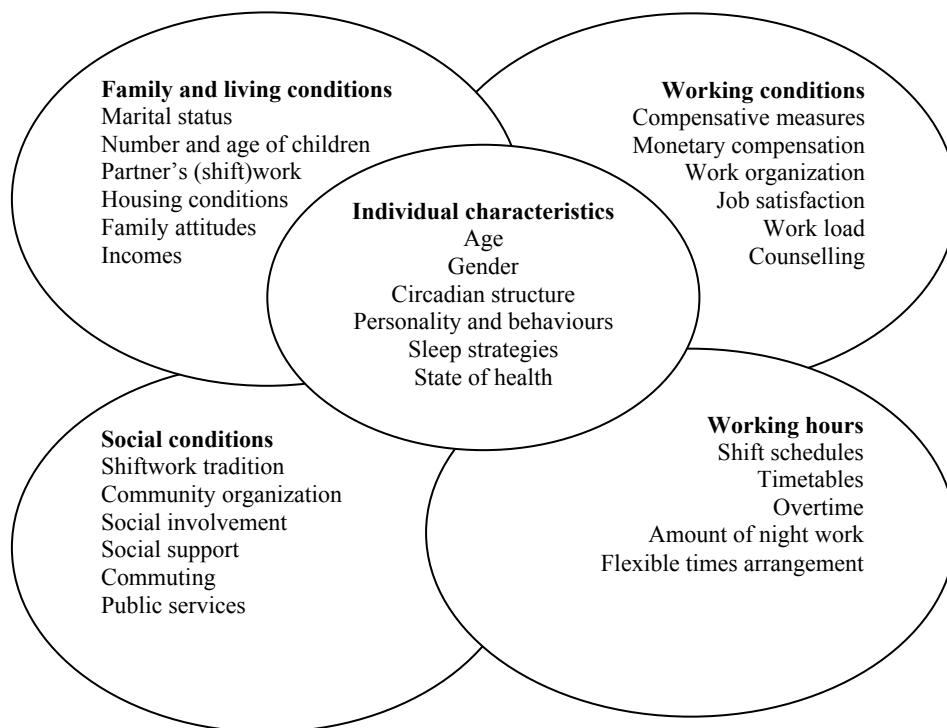 Family and living conditions
Marital status
Number and age of children
Partner’s (shift)work
Housing conditions
Family attitudes
Incomes
Working conditions
Compensative measures
Monetary compensation
Work organization
Job satisfaction
Work load
Counselling
Individual characteristics
Age
Gender
Circadian structure
Personality and behaviours
Sleep strategies
State of health
Social conditions
Shiftwork tradition
Community organization
Social involvement
Social support
Commuting
Public services
Working hours
Shift schedules
Timetables
Overtime
Amount of night work
Flexible times arrangement